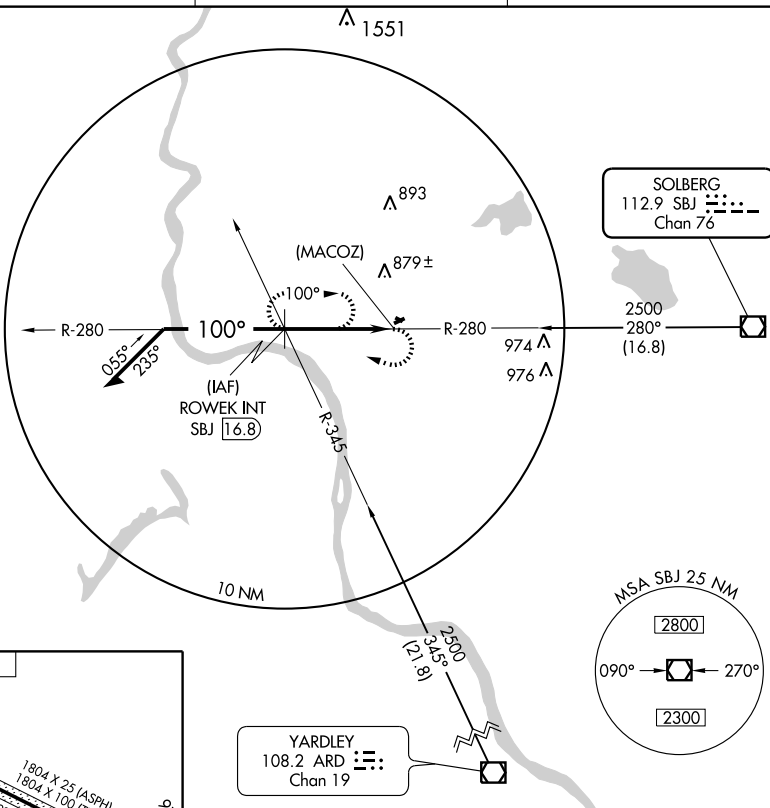 1551
893
SOLBERG
112.9 SBJ
Chan 76
(MACOZ)
879±
100°
2500
280°
(16.8)
R-280
100°
R-280
974
976
055°
235°
(IAF)
ROWEK INT
SBJ 16.8
R-345
10 NM
2500
345°
(21.8)
MSA SBJ 25 NM
2800
090°
270°
2300
YARDLEY
108.2 ARD
Chan 19
1804 X 25 (ASPH)